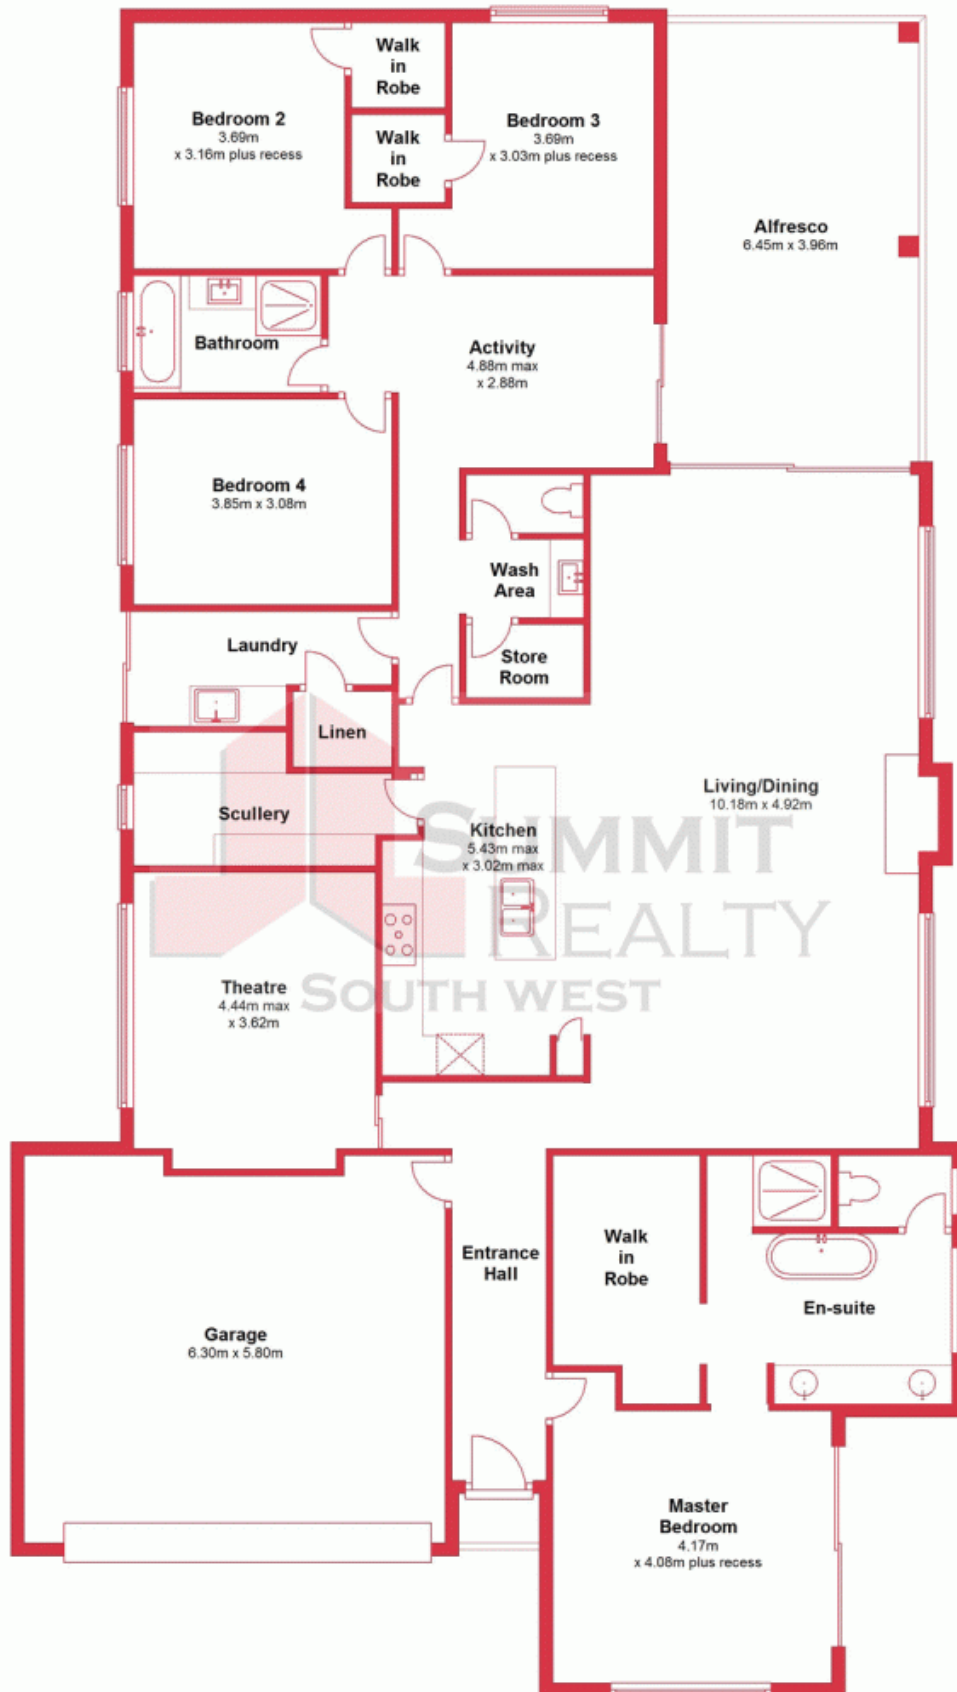 Walk
in
Robe
Bedroom 2
3.69m
x 3.16m plus recess
Bedroom 3
3.69m
x 3.03m plus recess
Walk
in
Robe
Alfresco
6.45m x 3.96m
Bathroom
Activity
4.88m max
x 2.88m
Bedroom 4
3.85m x 3.08m
Wash
Area
Laundry
Store
Room
Linen
Living/Dining
10.18m x 4.92m
Scullery
Kitchen
5.43m max
x 3.02m max
SUMMIT
REALTY
SOUTH WEST
Theatre
4.44m max
x 3.62m
Entrance
Hall
Walk
in
Robe
En-suite
Garage
6.30m x 5.80m
Master
Bedroom
4.17m
x 4.08m plus recess